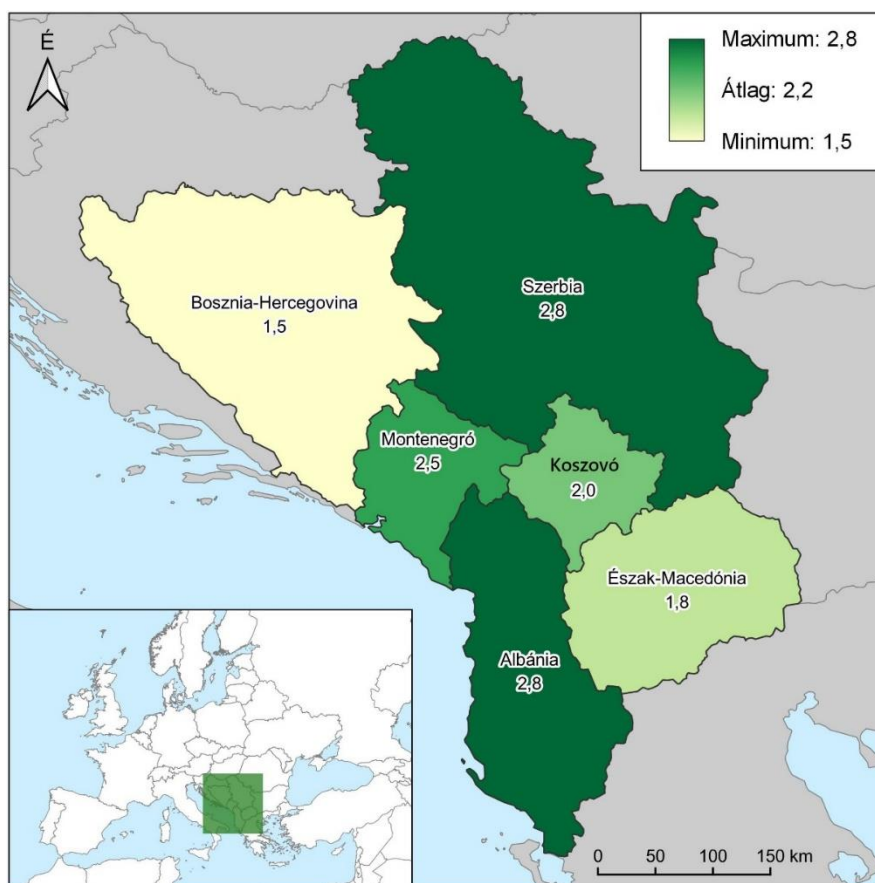 É
Maximum: 2,8
Átlag: 2,2
Minimum: 1,5
Szerbia
2,8
Bosznia-Hercegovina
1,5
Montenegró
2,5
Koszovó
2,0
Észak-Macedónia
1,8
Albánia
2,8
0 50 100 150 km